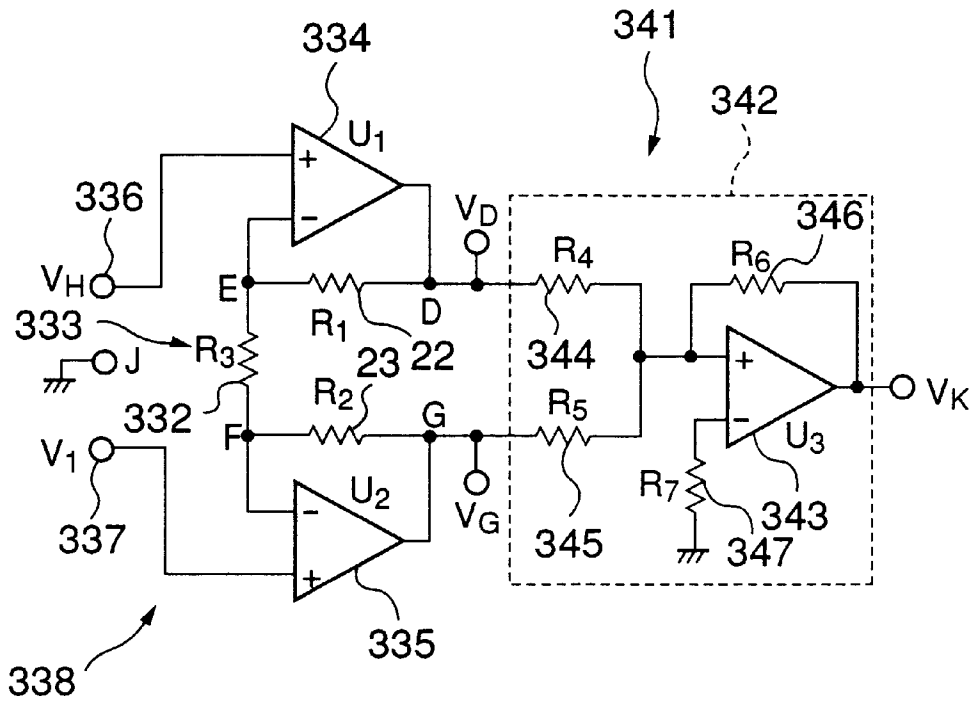 334
341
342
U1
+
−
336
VD
346
R4
R6
VH
E
R1
D
333
R3
22
344
J
332
23
R2
+
−
VK
R5
U3
F
G
V1
R7
U2
−
+
VG
337
345
343
347
335
338